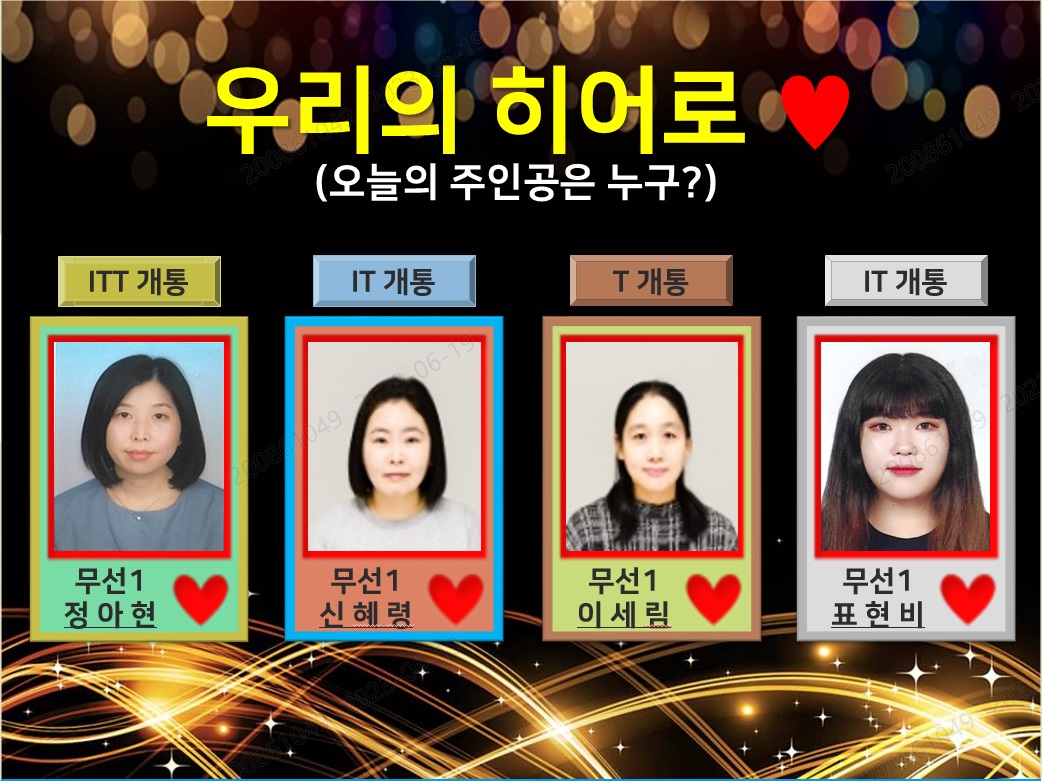 우리의 히어로 ♥
(오늘의 주인공은 누구?)
ITT 개통
IT 개통
T 개통
IT 개통
무선1
정 아 현
무선1
신 혜 령
무선1
이 세 림
무선1
표 현 비
200861049